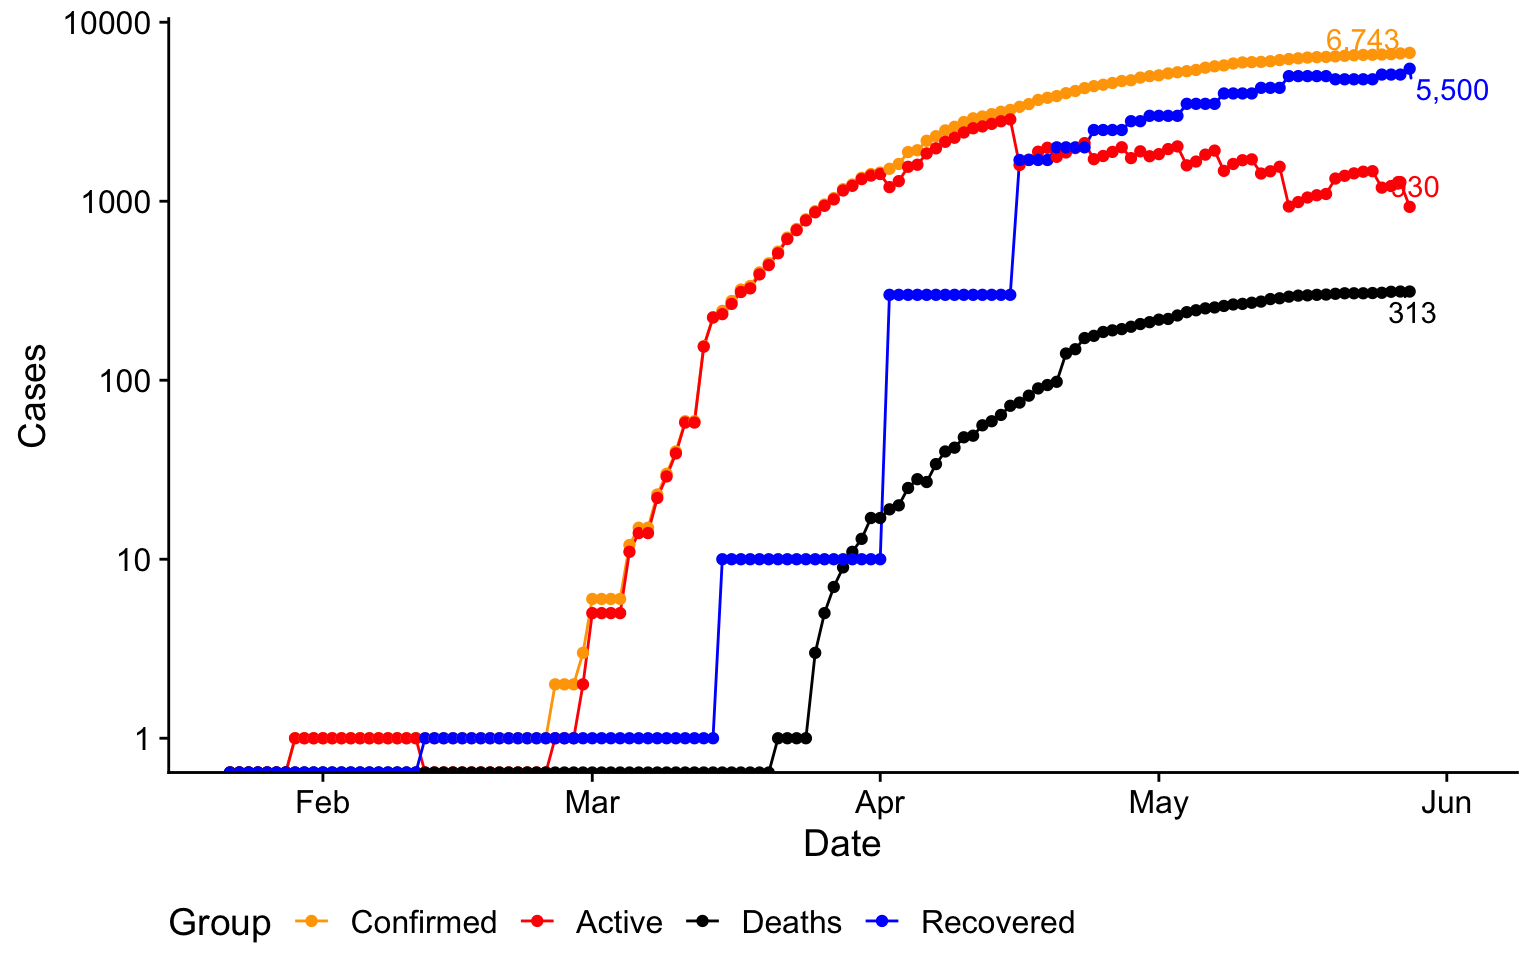 10000
1000
100
10
1
Cases
6,743
5,500
930
313
Feb Mar Apr May Jun
Date
Group Confirmed Active Deaths Recovered